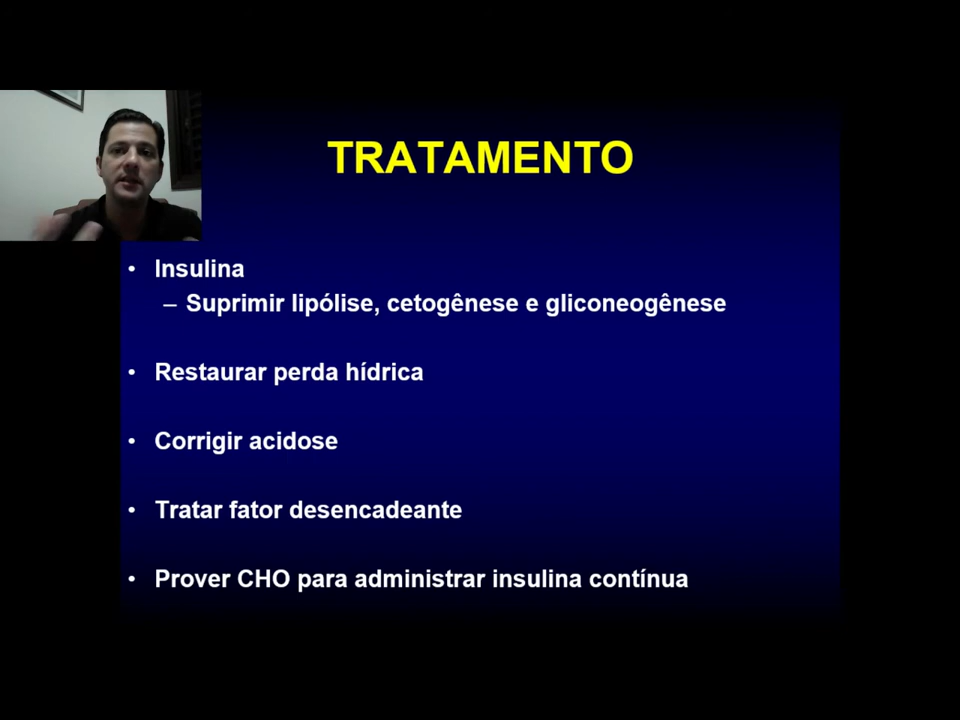 TRATAMENTO
• Insulina
– Suprimir lipólise, cetogênese e gliconeogênese
• Restaurar perda hídrica
• Corrigir acidose
• Tratar fator desencadeante
• Prover CHO para administrar insulina contínua